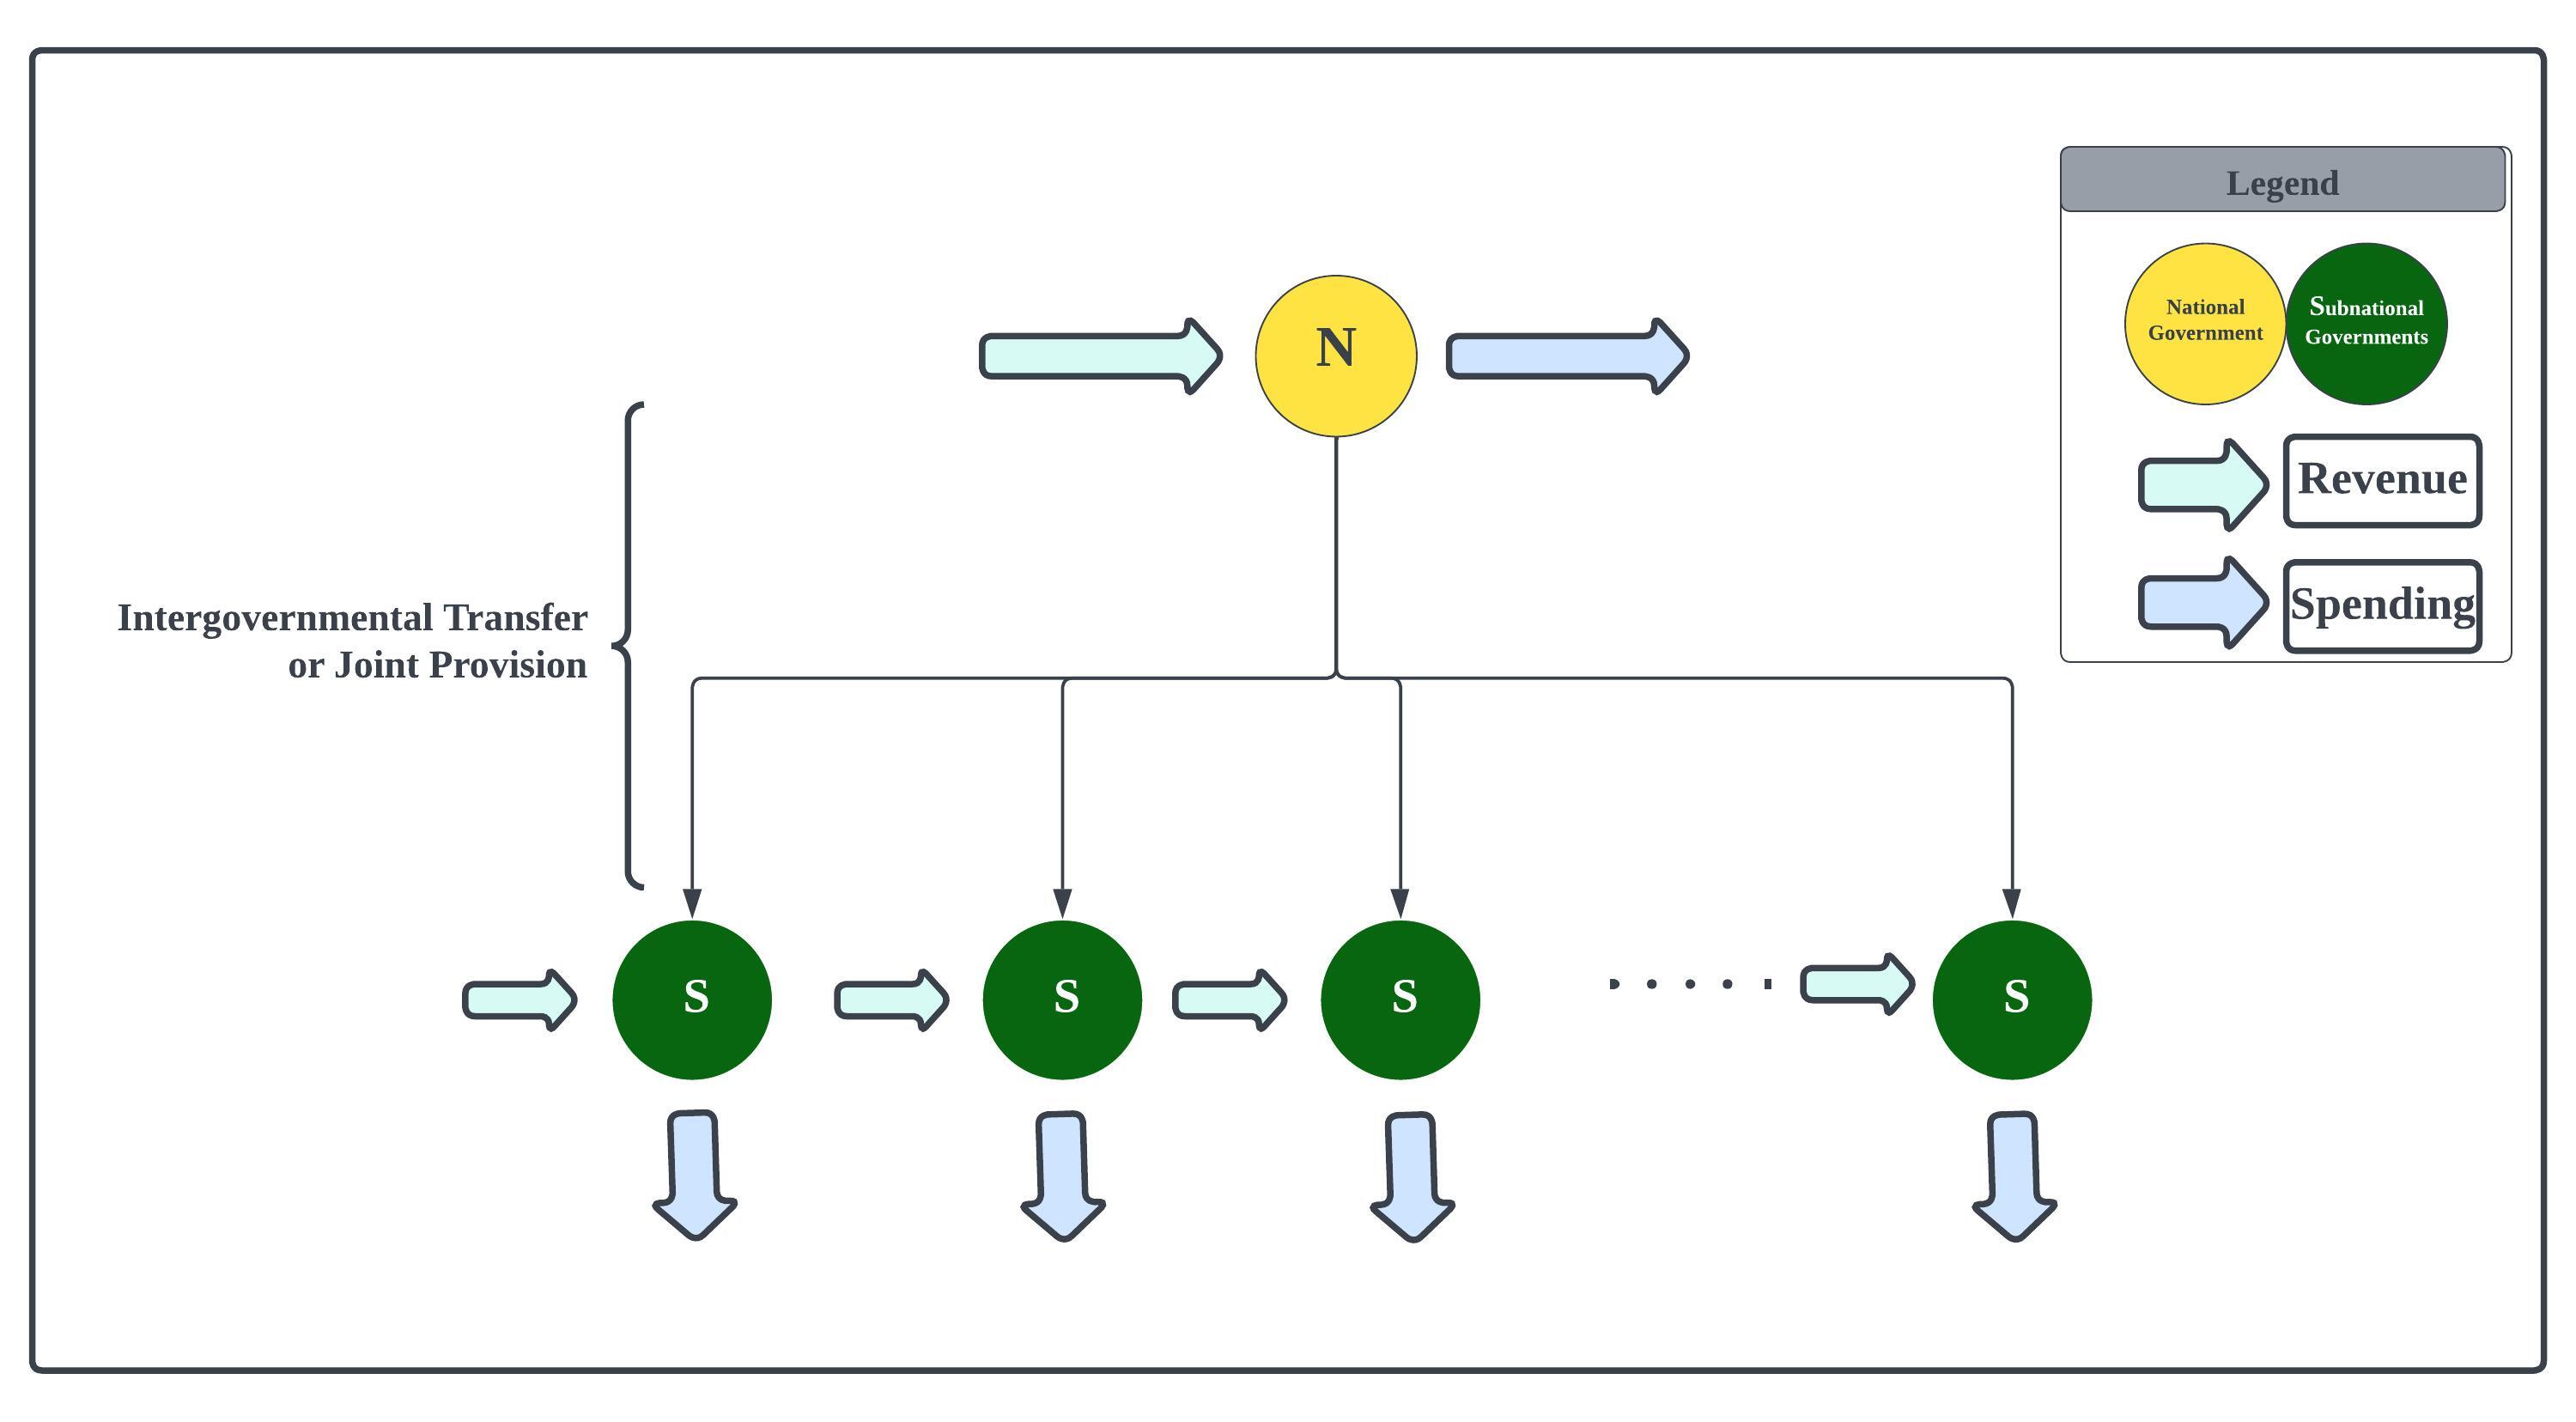 Legend
National
Government
Subnational
Governments
N
Revenue
Spending
Intergovernmental Transfer
or Joint Provision
S
S
S
S